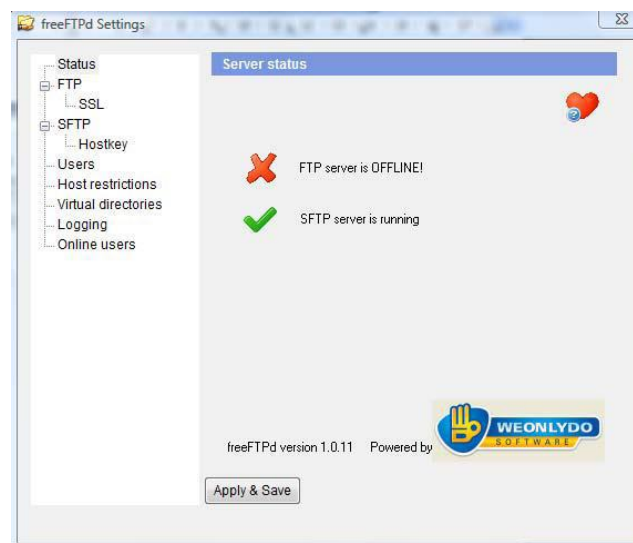 freeFTPd Settings
Status
FTP
SSL
SFTP
Hostkey
Users
Host restrictions
Virtual directories
Logging
Online users
Server status
FTP server is OFFLINE!
SFTP server is running
freeFTPd version 1.0.11 Powered by
WEONLYDO
SOFTWARE
Apply & Save